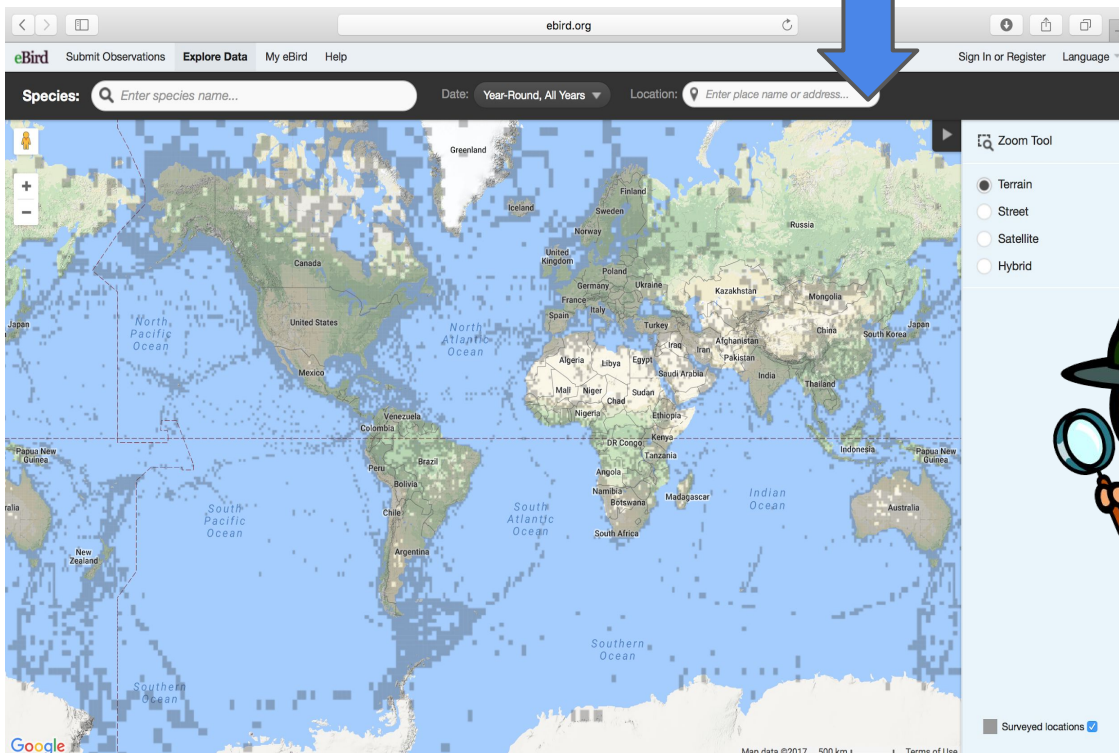 ebird.org
eBird Submit Observations Explore Data My eBird Help Sign In or Register Language
Species: Enter species name... Date: Year-Round, All Years Location: Enter place name or address...
Zoom Tool
Terrain
Street
Satellite
Hybrid
Greenland
Iceland
Finland
Sweden
Norway
Russia
United
Kingdom
Canada
Poland
Germany
Ukraine
France
Kazakhstan
Mongolia
Italy
Spain
Japan
North
Pacific
Ocean
United States
North
Atlantic
Ocean
Turkey
China
South Korea
Japan
Iraq
Iran
Afghanistan
Pakistan
Algeria
Libya
Egypt
Saudi Arabia
India
Mexico
Thailand
Mali
Niger
Chad
Sudan
Nigeria
Ethiopia
Venezuela
Colombia
DR Congo
Kenya
Tanzania
Indonesia
Papua New
Guinea
Papua New
Guinea
Brazil
Peru
Bolivia
Angola
Namibia
Botswana
Madagascar
Indian
Ocean
South
Pacific
Ocean
Chile
South
Atlantic
Ocean
South Africa
Australia
ralia
New
Zealand
Argentina
Southern
Ocean
Southern
Ocean
Surveyed locations
Google
Map data ©2017 500 km Terms of Use
+
−